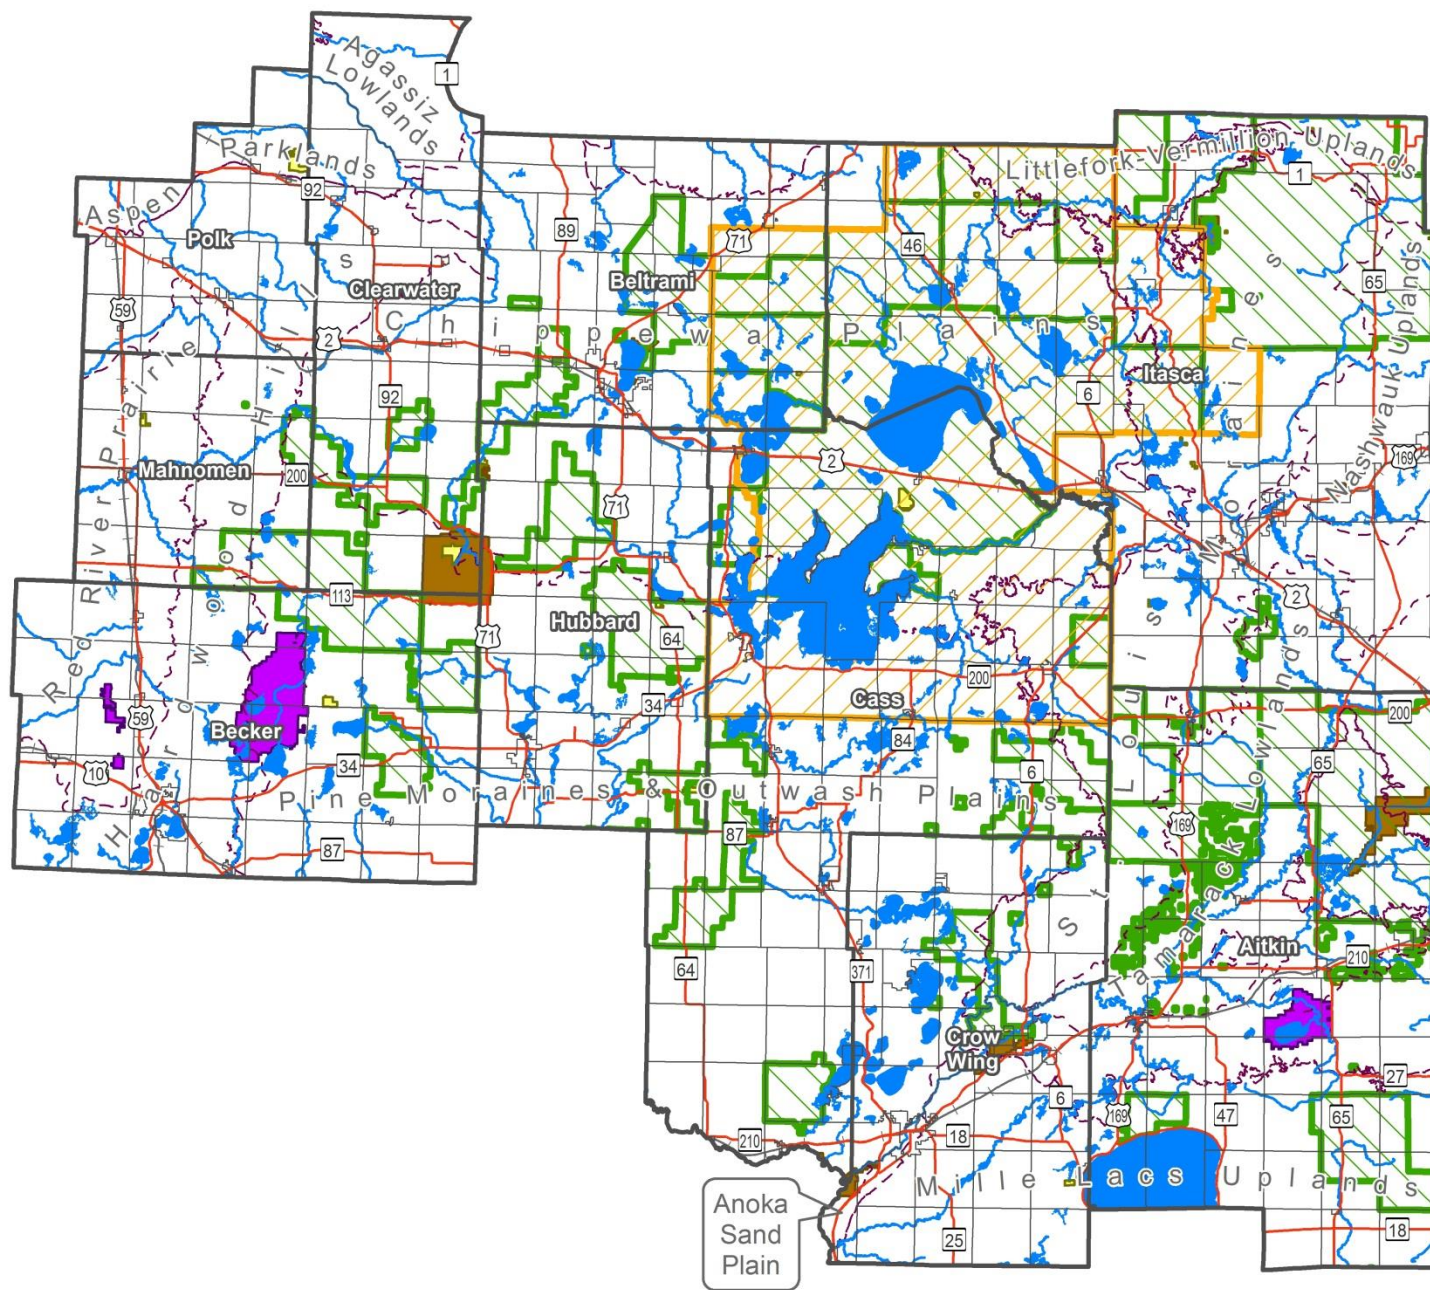 Agassiz
Lowlands
1
Aspen Parklands
92
Littlefork-Vermillion Uplands
1
Polk
89
71
46
65
Clearwater
Beltrami
59
2
Chippewa Plains
92
6
Itasca
Nashwauk Uplands
169
Mahnomen
200
2
71
Red River Prairie
Hardwood Hills
St. Louis Moraines
2
113
71
Hubbard
64
200
34
Cass
84
200
59
Becker
10
34
6
65
Pine Moraines & Outwash Plains
169
87
87
Tamarack Lowlands
Aitkin
64
371
210
Crow
Wing
27
6
169
47
65
210
18
Mille Lacs Uplands
Anoka
Sand
Plain
25
18